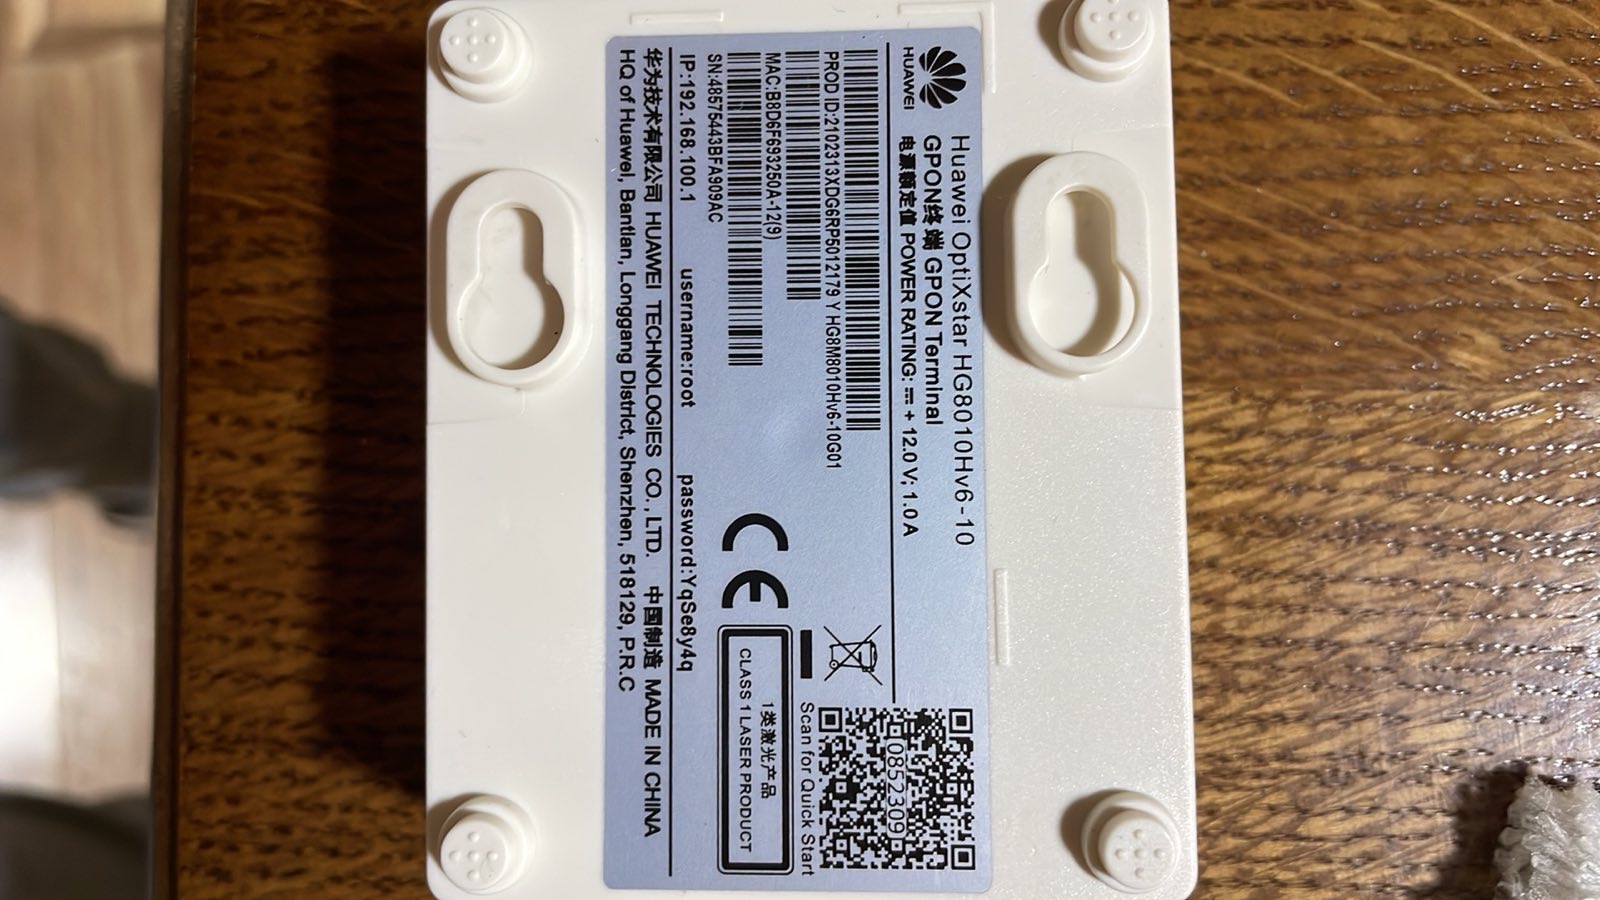 HUAWEI
Huawei OptiXstar HG8010Hv6-10
GPON终端 GPON Terminal
电源额定值 POWER RATING: ⎓ + 12.0 V; 1.0 A
PROD ID:2102313XDG6RP5012179 Y HG8M8010Hv6-10G01
MAC:B8D6F693250A-12(9)
SN:48575443BFA909AC
IP:192.168.100.1 username:root password:YqSe8y4q
华为技术有限公司 HUAWEI TECHNOLOGIES CO., LTD. 中国制造 MADE IN CHINA
HQ of Huawei, Bantian, Longgang District, Shenzhen, 518129, P.R.C
CE
1类激光产品
CLASS 1 LASER PRODUCT
0852309
Scan for Quick Start